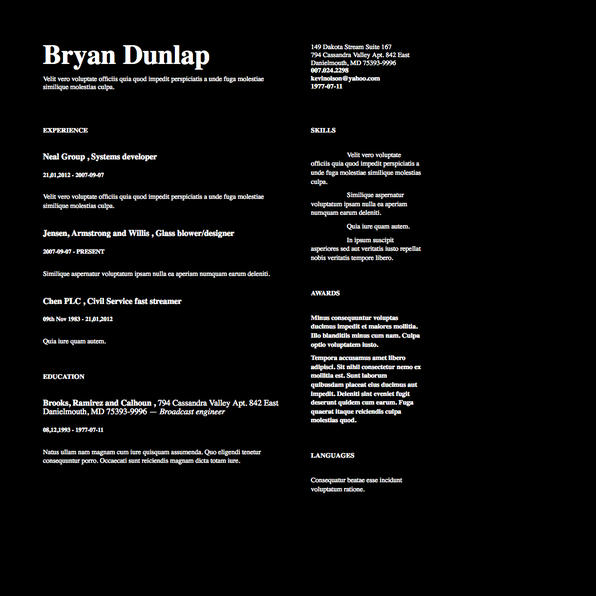 Bryan Dunlap
Velit vero voluptate officiis quia quod impedit perspiciatis a unde fuga molestiae
similique molestias culpa.
149 Dakota Stream Suite 167
794 Cassandra Valley Apt. 842 East
Danielmouth, MD 75393-9996
007.024.2298
kevinolson@yahoo.com
1977-07-11
EXPERIENCE
Neal Group , Systems developer
21,01,2012 - 2007-09-07
Velit vero voluptate officiis quia quod impedit perspiciatis a unde fuga molestiae
similique molestias culpa.
Jensen, Armstrong and Willis , Glass blower/designer
2007-09-07 - PRESENT
Similique aspernatur voluptatum ipsam nulla ea aperiam numquam earum deleniti.
Chen PLC , Civil Service fast streamer
09th Nov 1983 - 21,01,2012
Quia iure quam autem.
EDUCATION
Brooks, Ramirez and Calhoun , 794 Cassandra Valley Apt. 842 East
Danielmouth, MD 75393-9996 — Broadcast engineer
08,12,1993 - 1977-07-11
Natus ullam nam magnam cum iure quisquam assumenda. Quo eligendi tenetur
consequuntur porro. Occaecati sunt reiciendis magnam dicta totam iure.
SKILLS
Velit vero voluptate
officiis quia quod impedit perspiciatis a
unde fuga molestiae similique molestias
culpa.
Similique aspernatur
voluptatum ipsam nulla ea aperiam
numquam earum deleniti.
Quia iure quam autem.
In ipsum suscipit
asperiores sed aut veritatis iusto repellat
nobis veritatis tempore libero.
AWARDS
Minus consequuntur voluptas
ducimus impedit et maiores mollitia.
Illo blanditiis minus cum nam. Culpa
optio voluptatem iusto.
Tempora accusamus amet libero
adipisci. Sit nihil consectetur nemo ex
mollitia est. Sunt laborum
quibusdam placeat eius ducimus aut
impedit. Deleniti sint eveniet fugit
deserunt quidem cum earum. Fuga
quaerat itaque reiciendis culpa
molestias quod.
LANGUAGES
Consequatur beatae esse incidunt
voluptatum ratione.